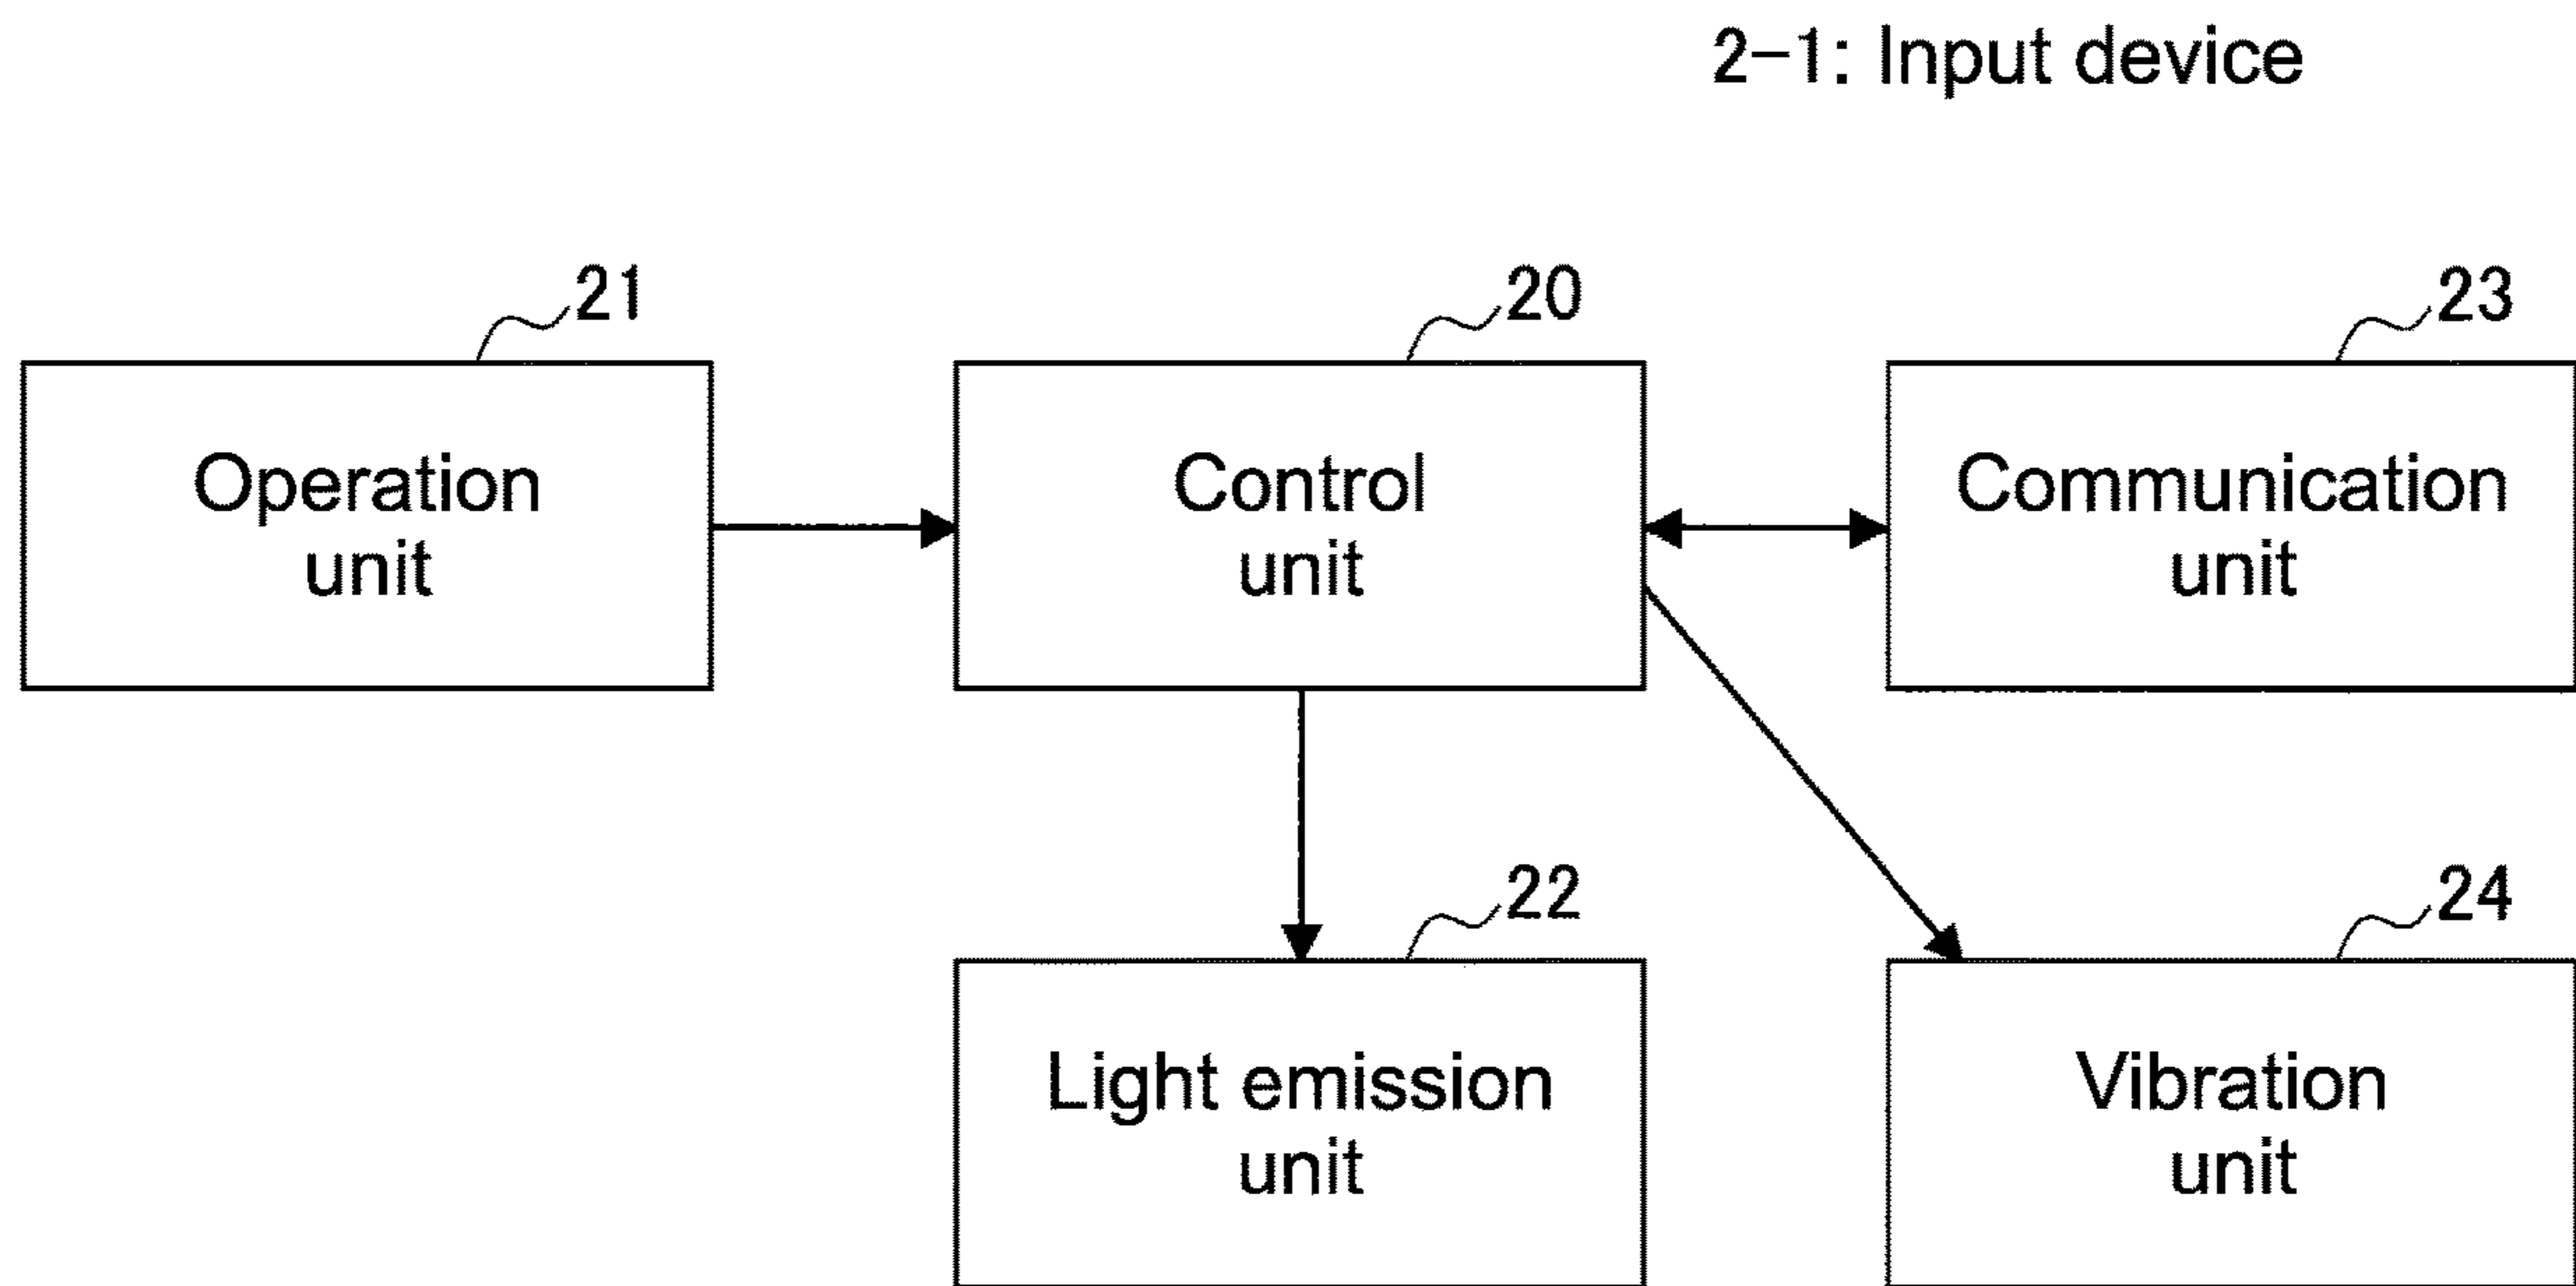 2-1: Input device
21
20
23
Operation
unit
Control
unit
Communication
unit
22
24
Light emission
unit
Vibration
unit